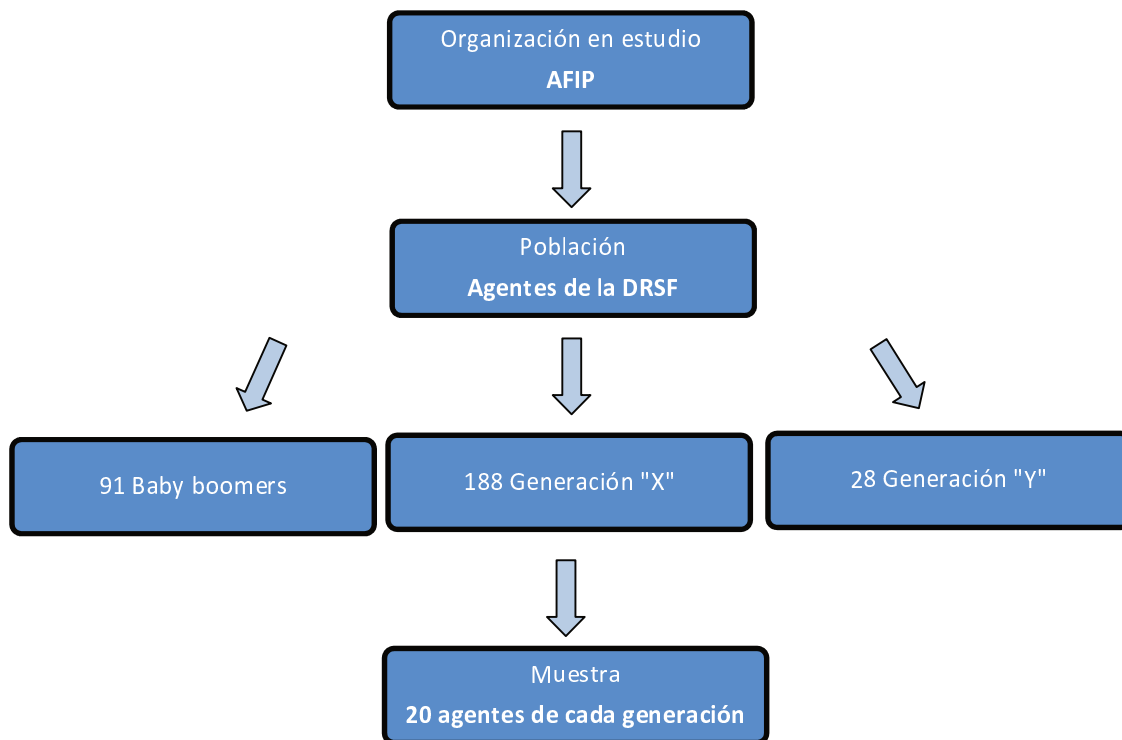 Organización en estudio
AFIP
Población
Agentes de la DRSF
91 Baby boomers
188 Generación "X"
28 Generación "Y"
Muestra
20 agentes de cada generación